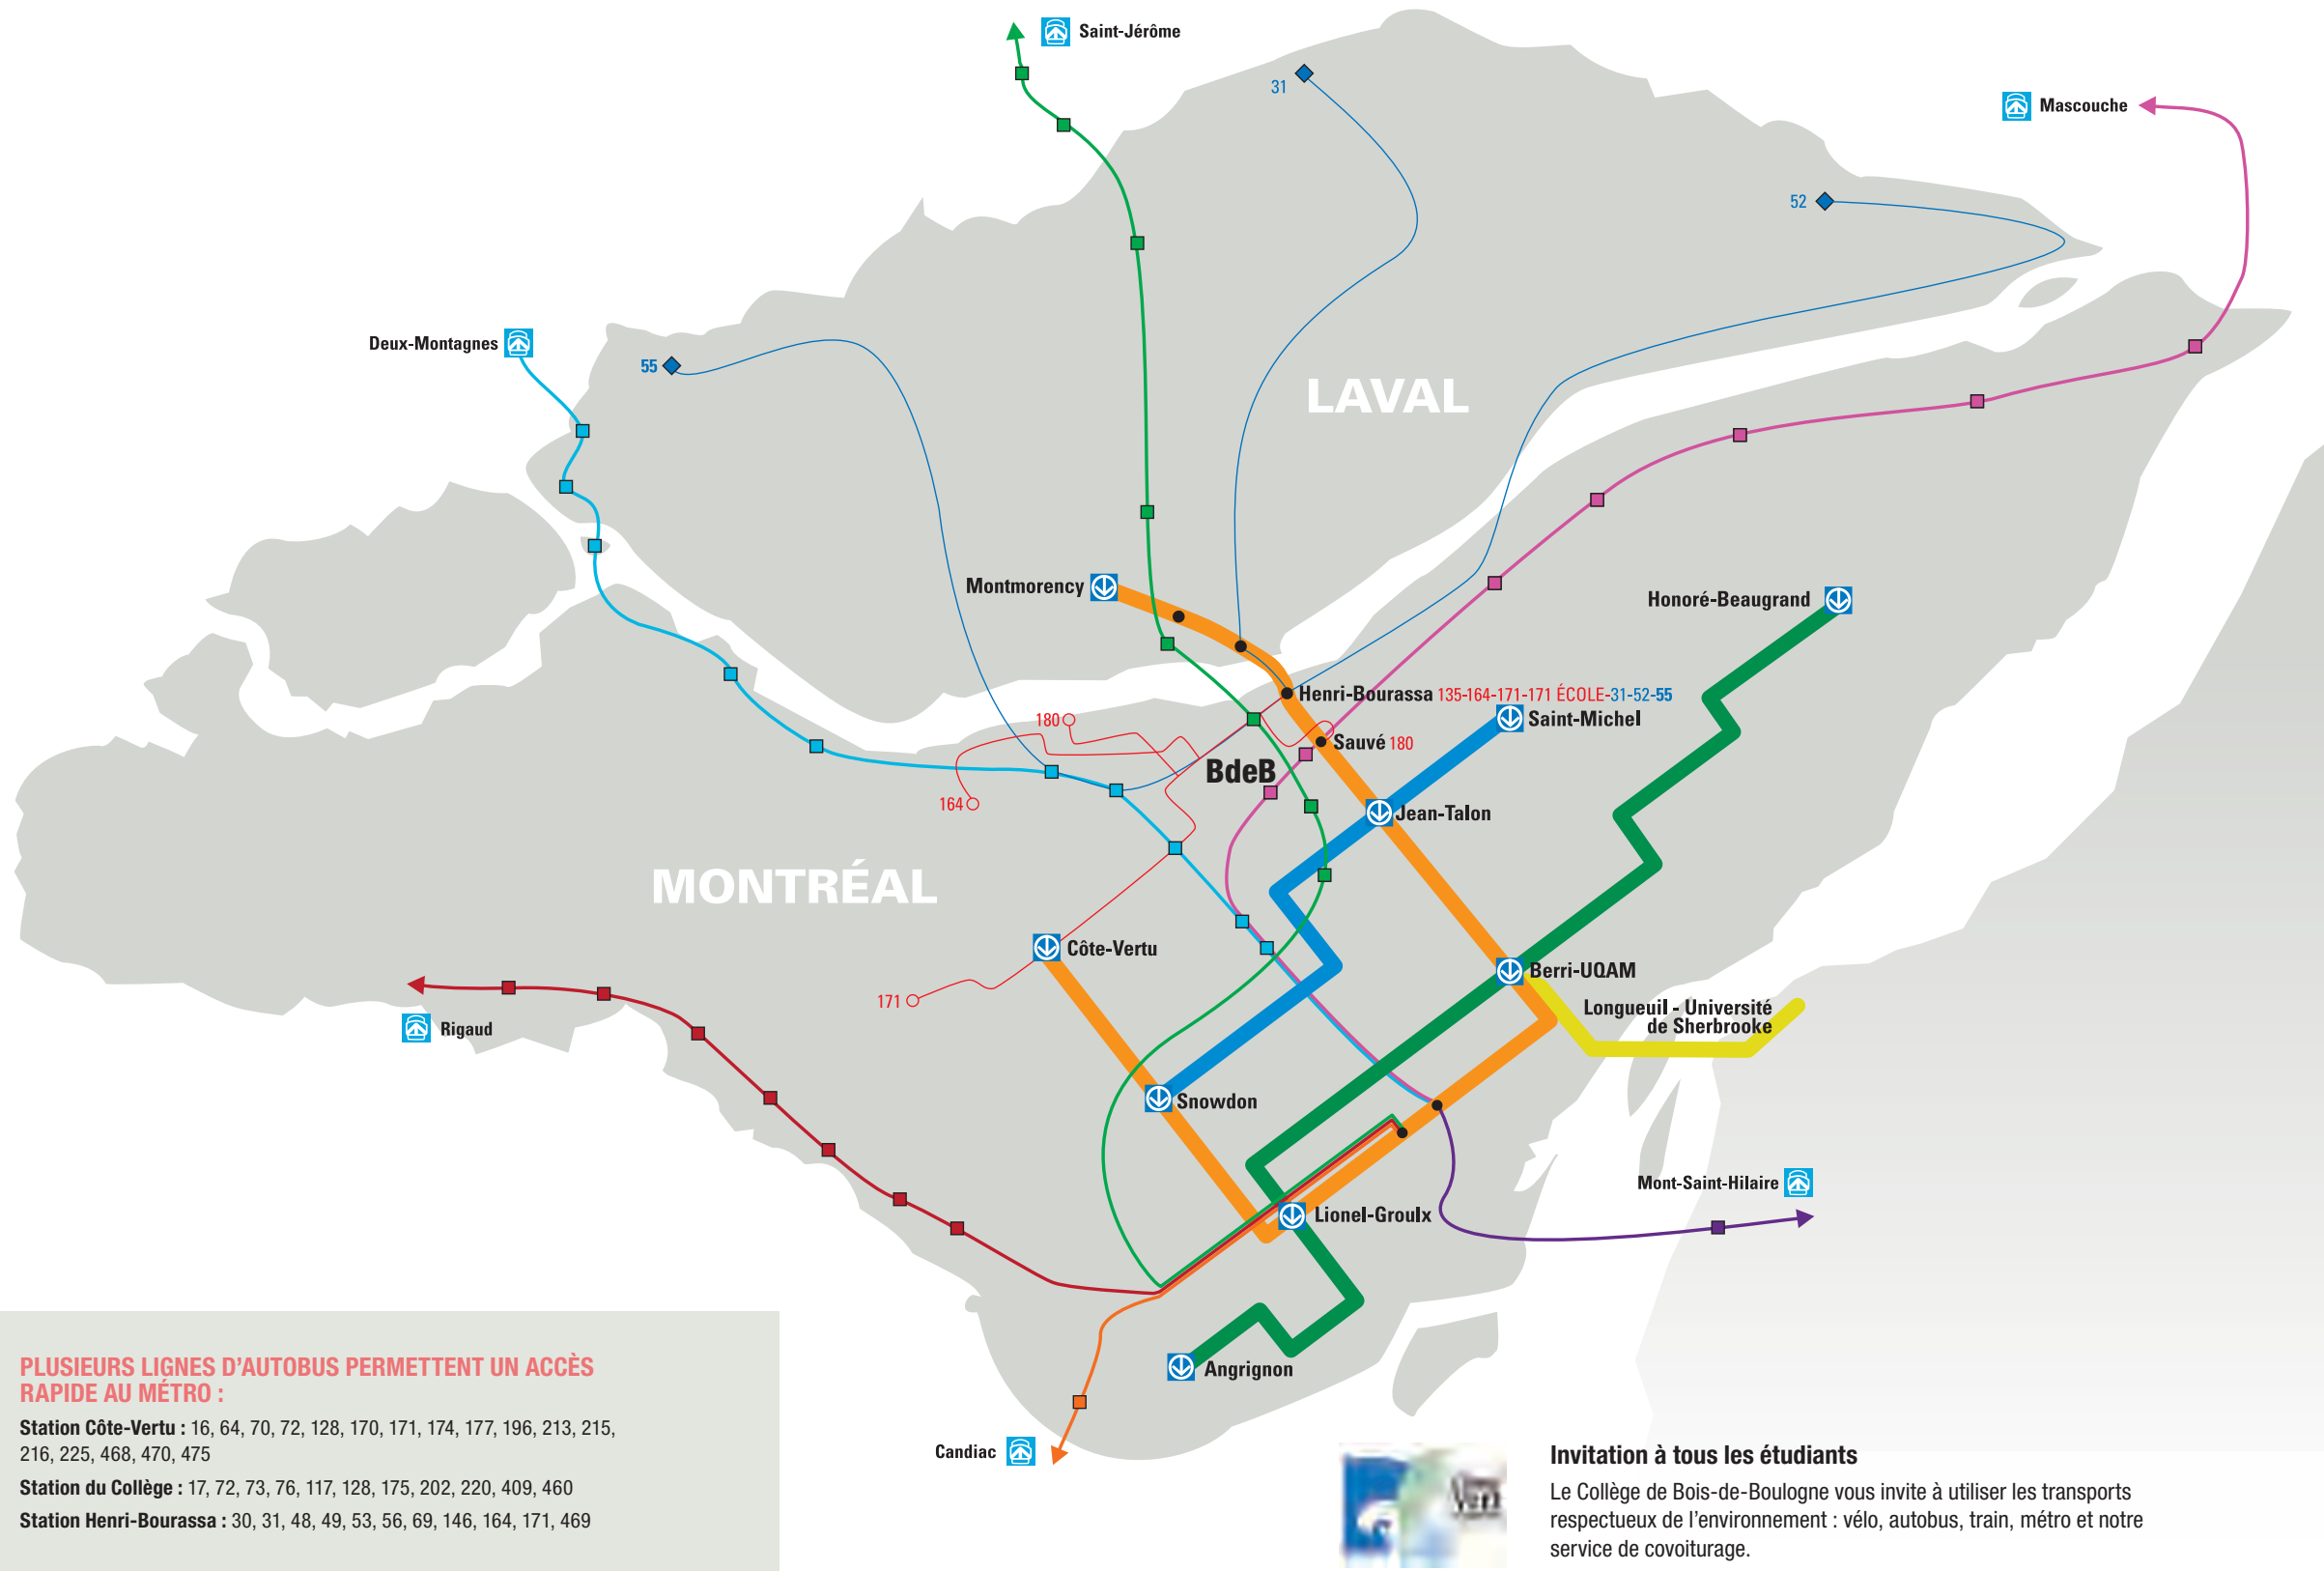 Saint-Jérôme
31
Mascouche
52
Deux-Montagnes
55
LAVAL
Montmorency
Honoré-Beaugrand
Henri-Bourassa 135-164-171-171 ÉCOLE-31-52-55
180
Saint-Michel
Sauvé 180
BdeB
164
Jean-Talon
MONTRÉAL
Côte-Vertu
Berri-UQAM
171
Longueuil - Université
de Sherbrooke
Rigaud
Snowdon
Mont-Saint-Hilaire
Lionel-Groulx
Angrignon
Candiac
PLUSIEURS LIGNES D'AUTOBUS PERMETTENT UN ACCÈS
RAPIDE AU MÉTRO :
Station Côte-Vertu : 16, 64, 70, 72, 128, 170, 171, 174, 177, 196, 213, 215,
216, 225, 468, 470, 475
Station du Collège : 17, 72, 73, 76, 117, 128, 175, 202, 220, 409, 460
Station Henri-Bourassa : 30, 31, 48, 49, 53, 56, 69, 146, 164, 171, 469
Invitation à tous les étudiants
Le Collège de Bois-de-Boulogne vous invite à utiliser les transports
respectueux de l'environnement : vélo, autobus, train, métro et notre
service de covoiturage.